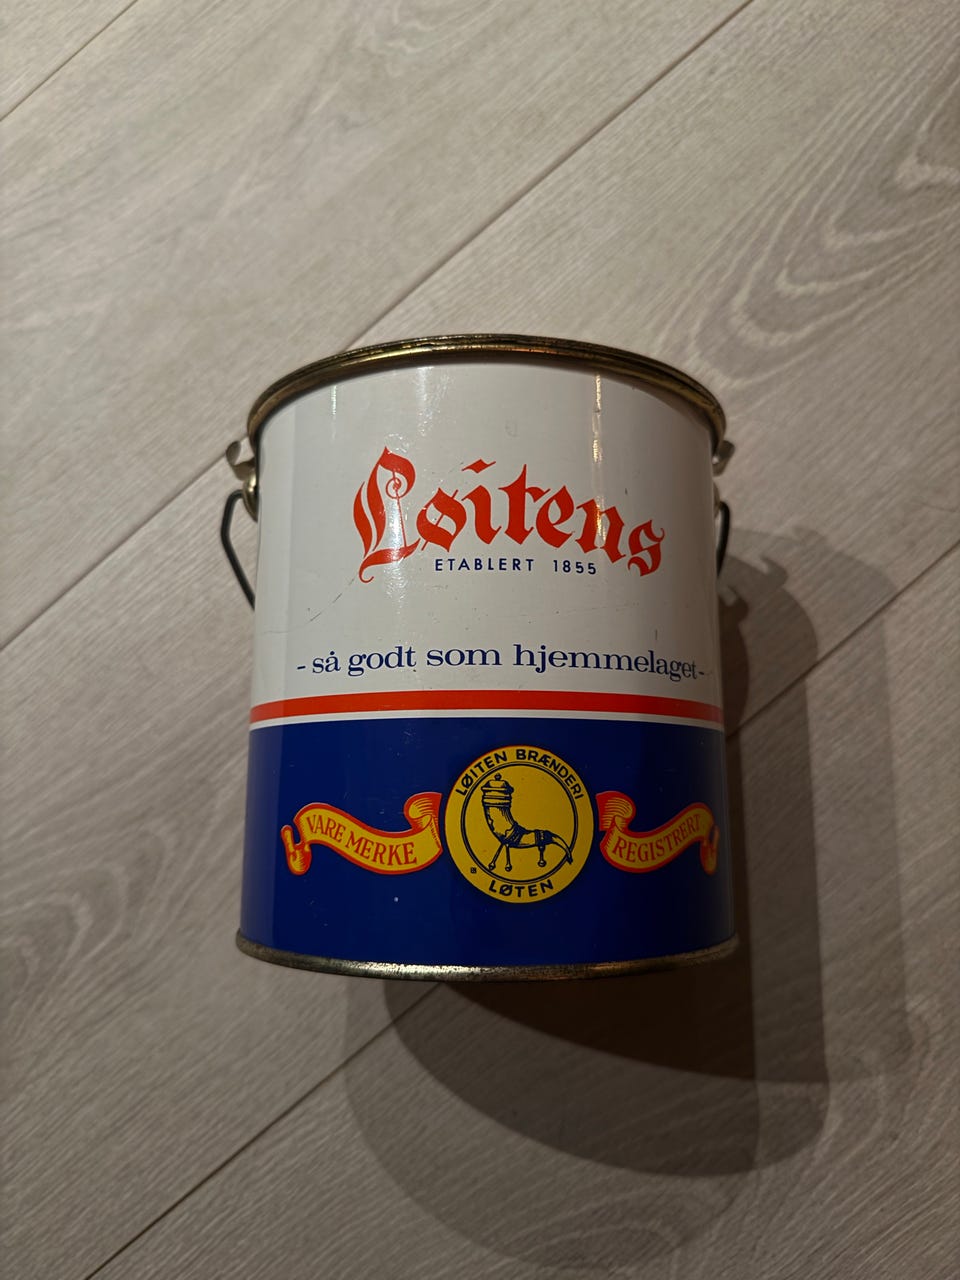 Løitens
ETABLERT 1855
- så godt som hjemmelaget -
LØITEN BRÆNDERI
VARE MERKE
REGISTRERT
LØTEN